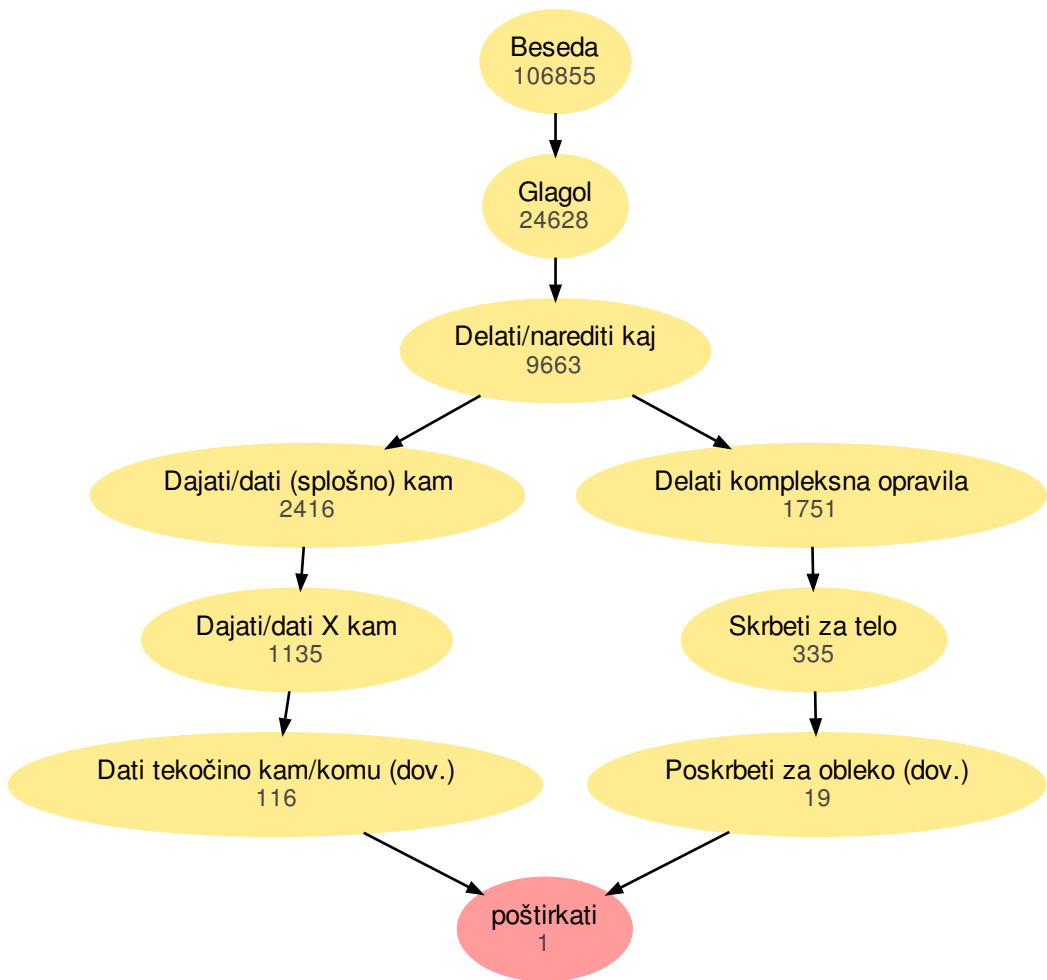 Beseda
106855
Glagol
24628
Delati/narediti kaj
9663
Dajati/dati (splošno) kam
2416
Delati kompleksna opravila
1751
Dajati/dati X kam
1135
Skrbeti za telo
335
Dati tekočino kam/komu (dov.)
116
Poskrbeti za obleko (dov.)
19
poštirkati
1